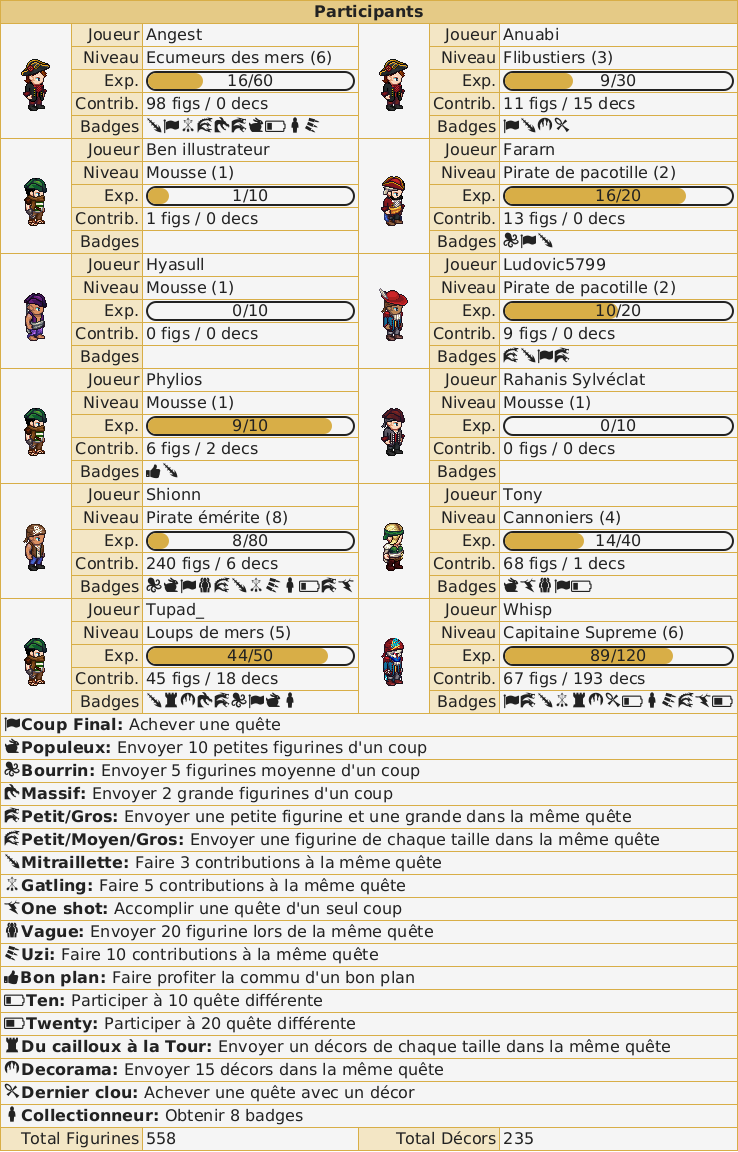 Participants
Joueur Angest
Niveau Ecumeurs des mers (6)
Exp. 16/60
Contrib. 98 figs / 0 decs
Badges
Joueur Anuabi
Niveau Flibustiers (3)
Exp. 9/30
Contrib. 11 figs / 15 decs
Badges
Joueur Ben illustrateur
Niveau Mousse (1)
Exp. 1/10
Contrib. 1 figs / 0 decs
Badges
Joueur Fararn
Niveau Pirate de pacotille (2)
Exp. 16/20
Contrib. 13 figs / 0 decs
Badges
Joueur Hyasull
Niveau Mousse (1)
Exp. 0/10
Contrib. 0 figs / 0 decs
Badges
Joueur Ludovic5799
Niveau Pirate de pacotille (2)
Exp. 10/20
Contrib. 9 figs / 0 decs
Badges
Joueur Phylios
Niveau Mousse (1)
Exp. 9/10
Contrib. 6 figs / 2 decs
Badges
Joueur Rahanis Sylvéclat
Niveau Mousse (1)
Exp. 0/10
Contrib. 0 figs / 0 decs
Badges
Joueur Shionn
Niveau Pirate émérite (8)
Exp. 8/80
Contrib. 240 figs / 6 decs
Badges
Joueur Tony
Niveau Cannoniers (4)
Exp. 14/40
Contrib. 68 figs / 1 decs
Badges
Joueur Tupad_
Niveau Loups de mers (5)
Exp. 44/50
Contrib. 45 figs / 18 decs
Badges
Joueur Whisp
Niveau Capitaine Supreme (6)
Exp. 89/120
Contrib. 67 figs / 193 decs
Badges
Coup Final: Achever une quête
Populeux: Envoyer 10 petites figurines d'un coup
Bourrin: Envoyer 5 figurines moyenne d'un coup
Massif: Envoyer 2 grande figurines d'un coup
Petit/Gros: Envoyer une petite figurine et une grande dans la même quête
Petit/Moyen/Gros: Envoyer une figurine de chaque taille dans la même quête
Mitraillette: Faire 3 contributions à la même quête
Gatling: Faire 5 contributions à la même quête
One shot: Accomplir une quête d'un seul coup
Vague: Envoyer 20 figurine lors de la même quête
Uzi: Faire 10 contributions à la même quête
Bon plan: Faire profiter la commu d'un bon plan
Ten: Participer à 10 quête différente
Twenty: Participer à 20 quête différente
Du cailloux à la Tour: Envoyer un décors de chaque taille dans la même quête
Decorama: Envoyer 15 décors dans la même quête
Dernier clou: Achever une quête avec un décor
Collectionneur: Obtenir 8 badges
Total Figurines 558
Total Décors 235